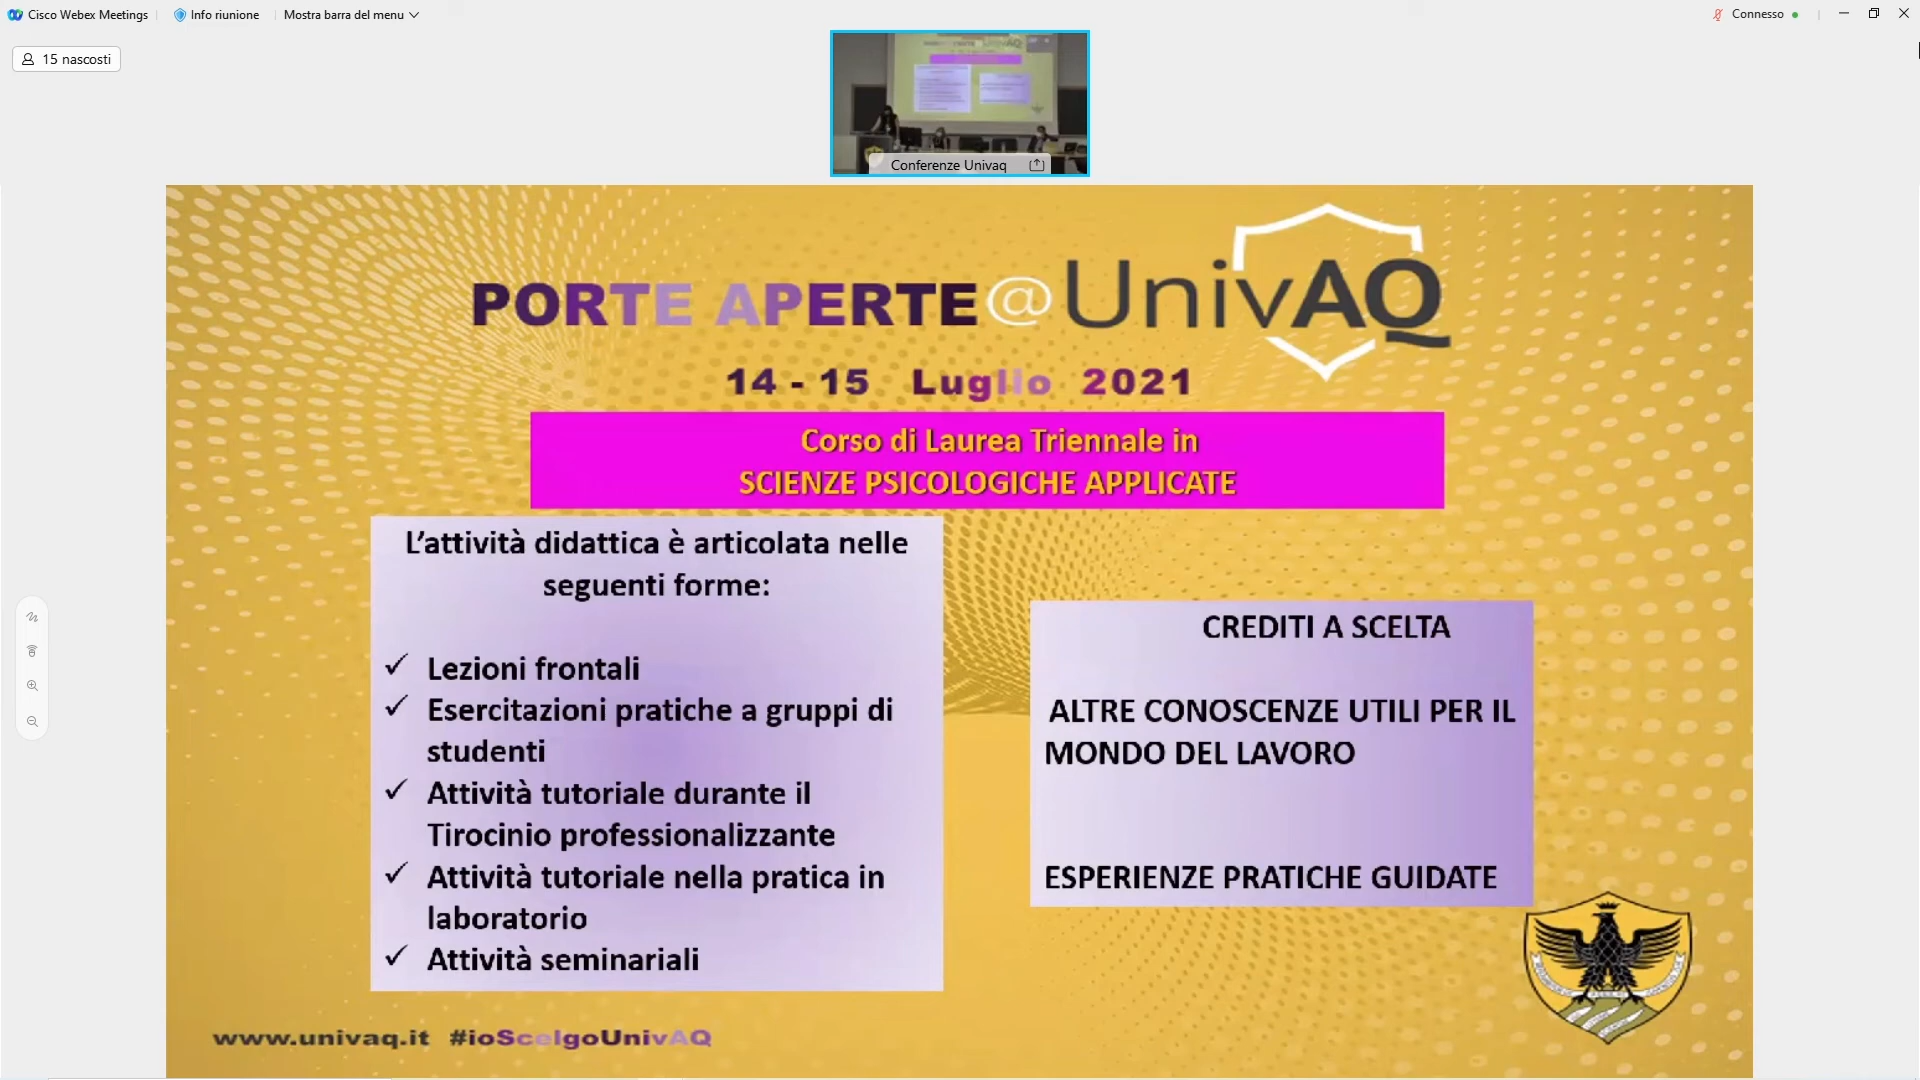 Cisco Webex Meetings
Info riunione
Mostra barra del menu
Connesso
15 nascosti
Conferenze Univaq
PORTE APERTE@UnivAQ
14 - 15 Luglio 2021
Corso di Laurea Triennale in
SCIENZE PSICOLOGICHE APPLICATE
L'attività didattica è articolata nelle
seguenti forme:
✓ Lezioni frontali
✓ Esercitazioni pratiche a gruppi di
studenti
✓ Attività tutoriale durante il
Tirocinio professionalizzante
✓ Attività tutoriale nella pratica in
laboratorio
✓ Attività seminariali
CREDITI A SCELTA
ALTRE CONOSCENZE UTILI PER IL
MONDO DEL LAVORO
ESPERIENZE PRATICHE GUIDATE
www.univaq.it #ioScelgoUnivAQ